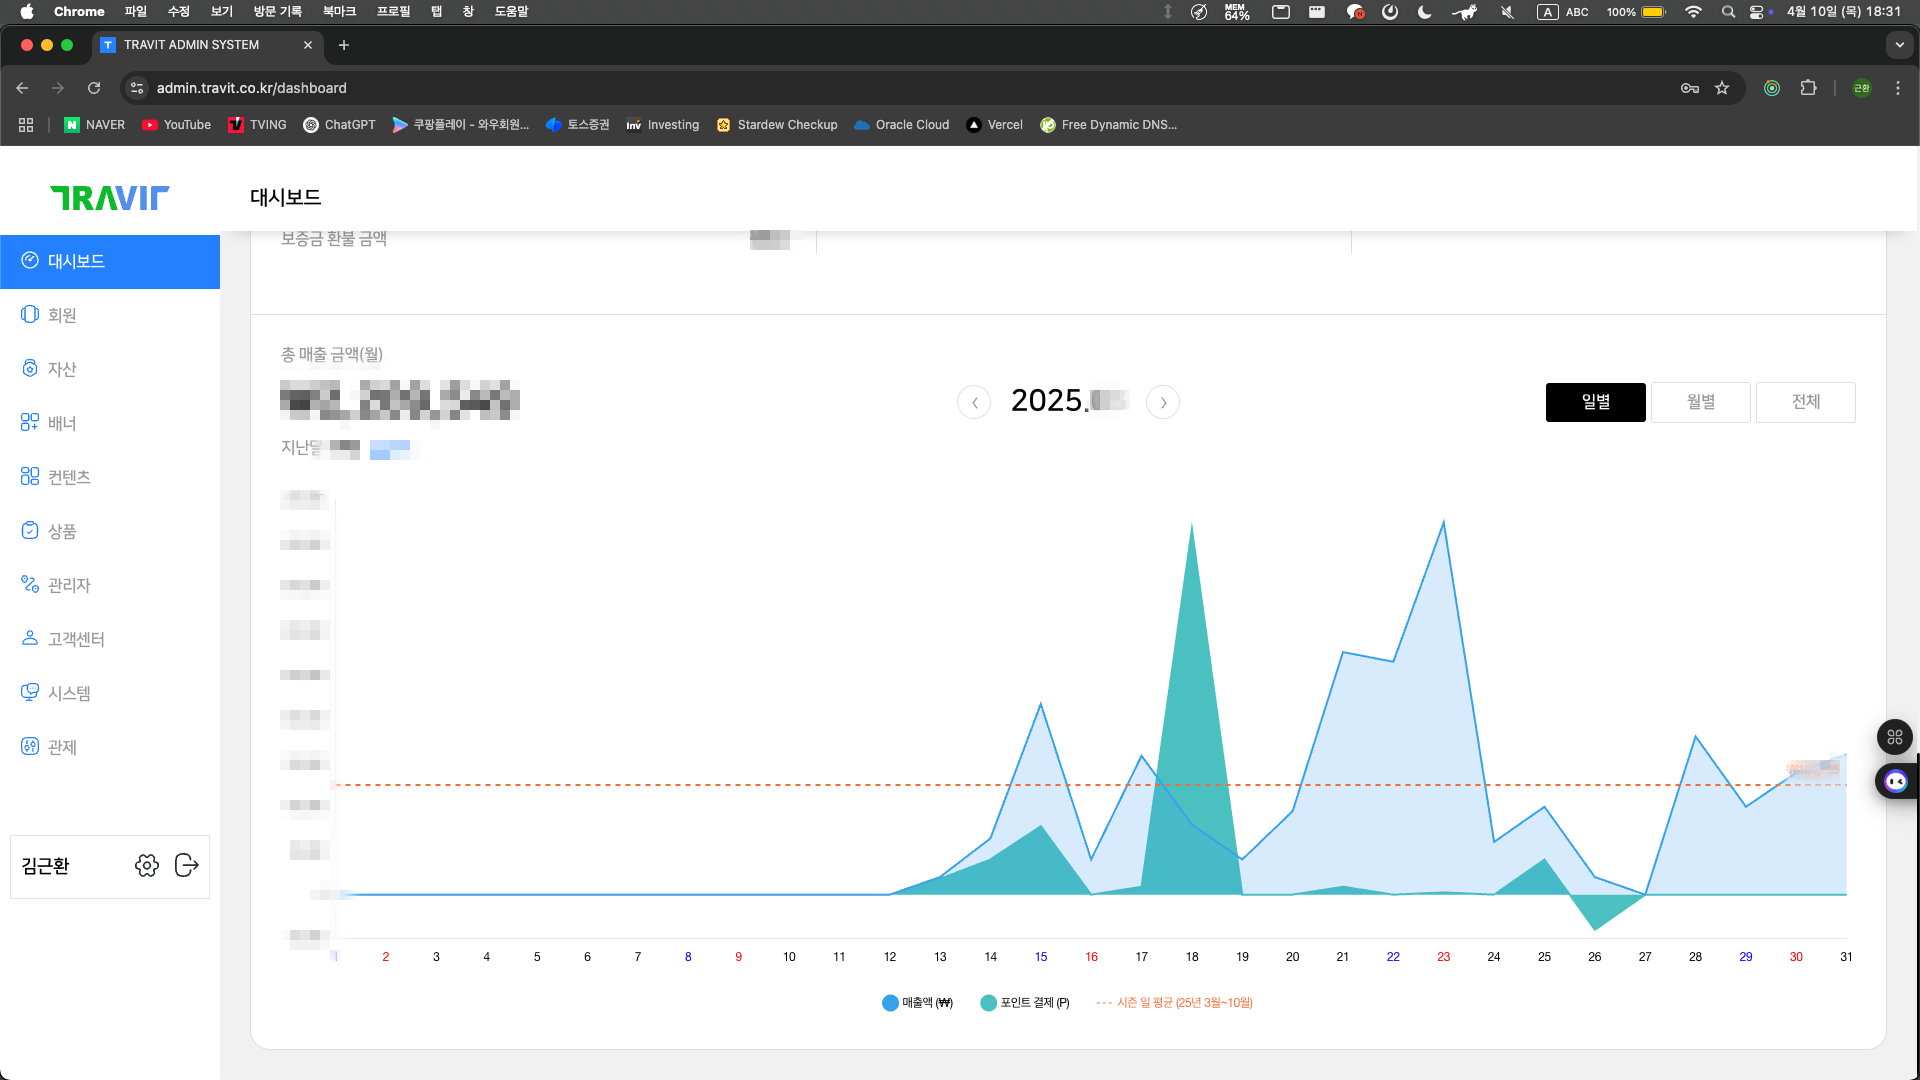 Chrome 파일 수정 보기 방문 기록 북마크 프로필 탭 창 도움말 MEM 64% A ABC 100% 4월 10일 (목) 18:31
T TRAVIT ADMIN SYSTEM
admin.travit.co.kr/dashboard 근환
NAVER YouTube TVING ChatGPT 쿠팡플레이 - 와우회원... 토스증권 Investing Stardew Checkup Oracle Cloud Vercel Free Dynamic DNS...
TRAVIT 대시보드
보증금 환불 금액
대시보드
회원
자산
배너
컨텐츠
상품
관리자
고객센터
시스템
관제
김근환
총 매출 금액(월)
2025.
일별 월별 전체
지난달
1 2 3 4 5 6 7 8 9 10 11 12 13 14 15 16 17 18 19 20 21 22 23 24 25 26 27 28 29 30 31
매출액 (₩) 포인트 결제 (P) --- 시즌 일 평균 (25년 3월~10월)